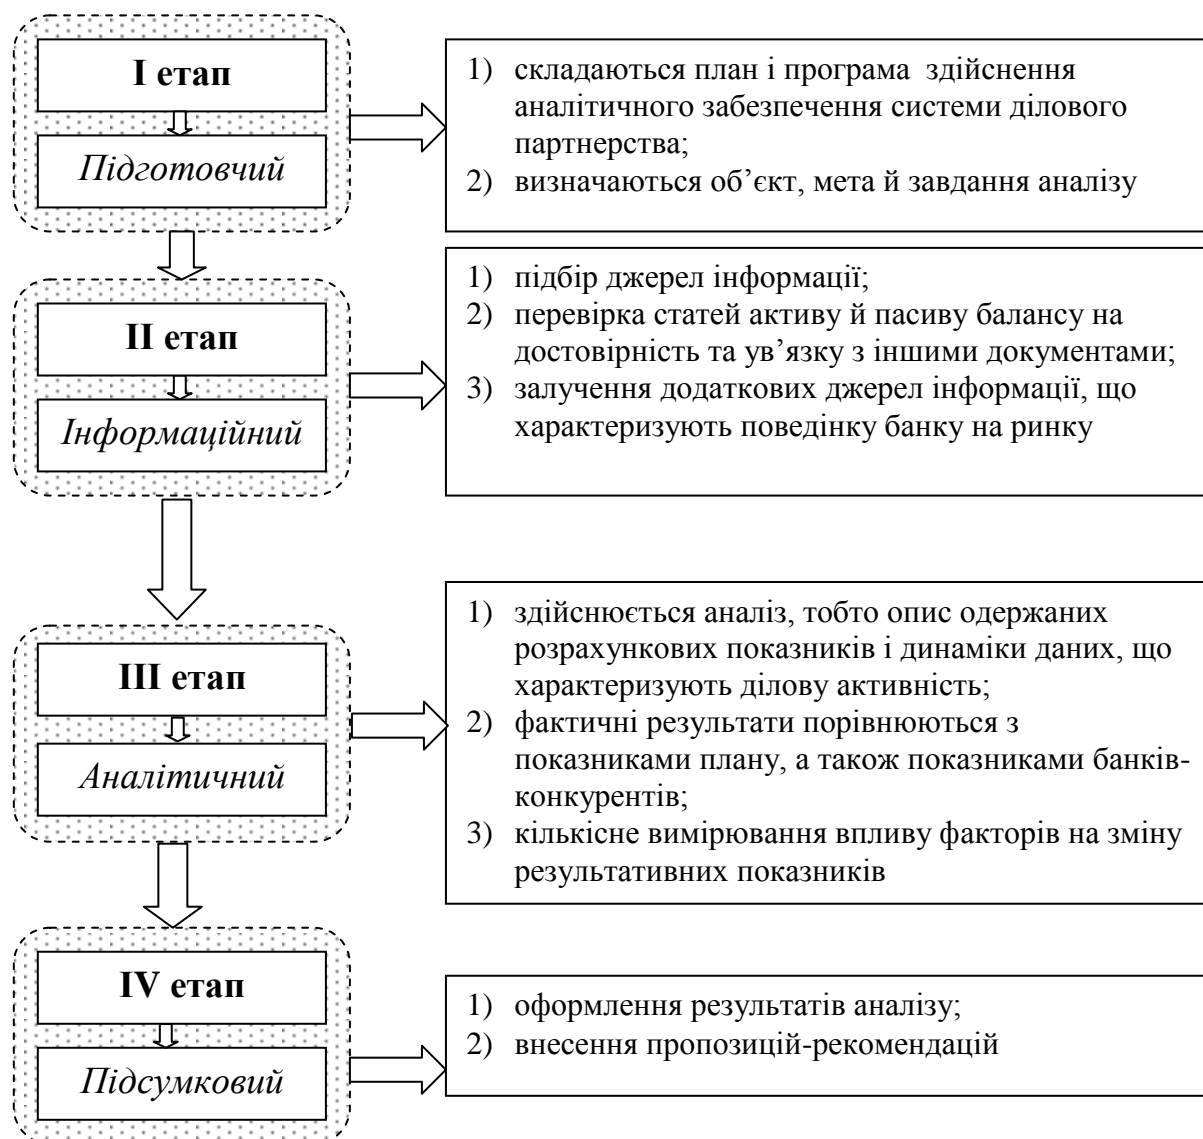 I етап
Підготовчий
1) складаються план і програма здійснення
аналітичного забезпечення системи ділового
партнерства;
2) визначаються об’єкт, мета й завдання аналізу
II етап
Інформаційний
1) підбір джерел інформації;
2) перевірка статей активу й пасиву балансу на
достовірність та ув’язку з іншими документами;
3) залучення додаткових джерел інформації, що
характеризують поведінку банку на ринку
III етап
Аналітичний
1) здійснюється аналіз, тобто опис одержаних
розрахункових показників і динаміки даних, що
характеризують ділову активність;
2) фактичні результати порівнюються з
показниками плану, а також показниками банків-
конкурентів;
3) кількісне вимірювання впливу факторів на зміну
результативних показників
IV етап
Підсумковий
1) оформлення результатів аналізу;
2) внесення пропозицій-рекомендацій